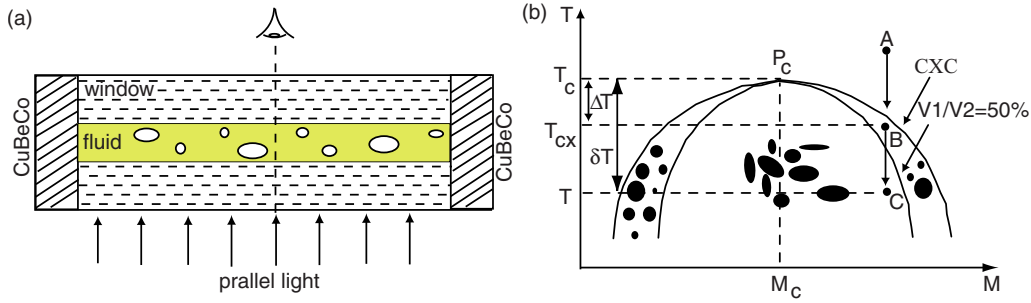 (a)
window
fluid
CuBeCo
CuBeCo
prallel light
(b)
T
A
P_c
T_c
CXC
ΔT
V1/V2=50%
T_cx
B
δT
T
C
M_c
M